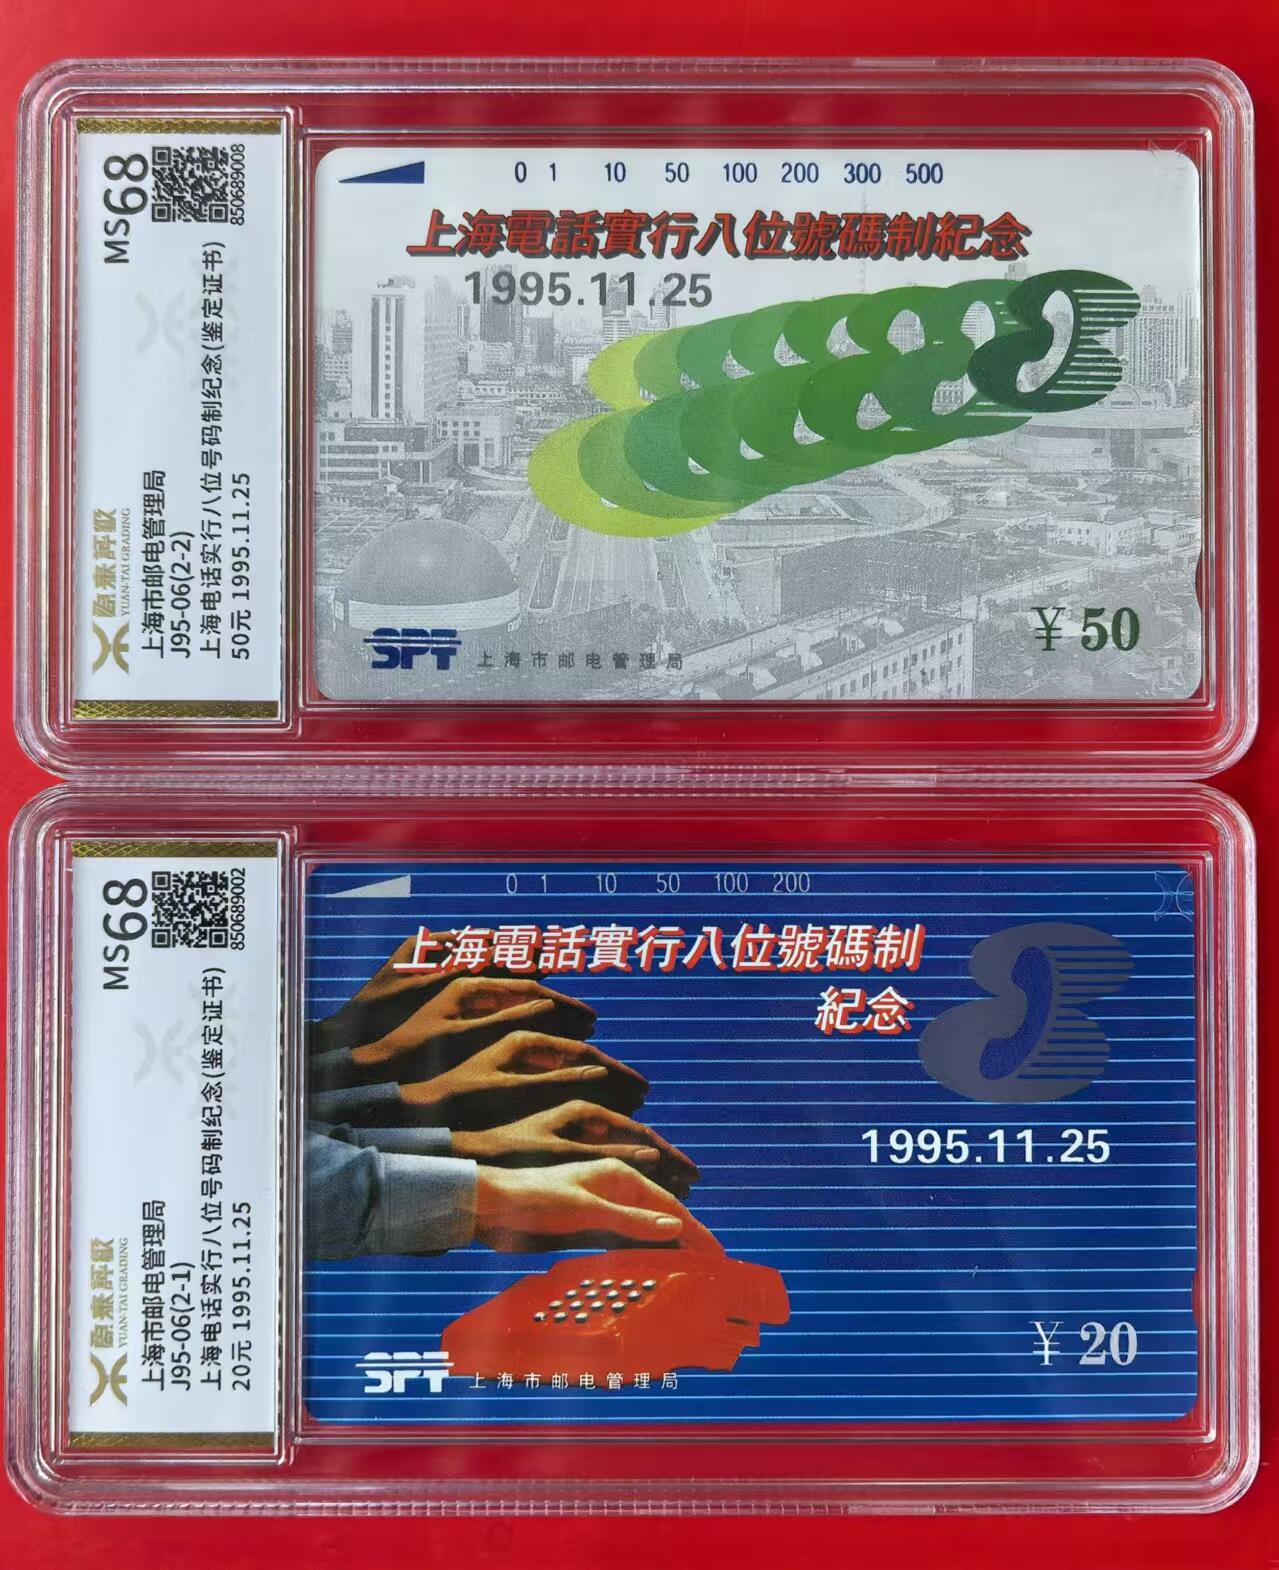 MS68
850689008
源泰評級
YUAN-TAI GRADING
上海市邮电管理局
J95-06(2-2)
上海电话实行八位号码制纪念(鉴定证书)
50元 1995.11.25
0 1 10 50 100 200 300 500
上海電話實行八位號碼制紀念
1995.11.25
SPT 上海市邮电管理局
¥50
MS68
850689002
源泰評級
YUAN-TAI GRADING
上海市邮电管理局
J95-06(2-1)
上海电话实行八位号码制纪念(鉴定证书)
20元 1995.11.25
0 1 10 50 100 200
上海電話實行八位號碼制
紀念
1995.11.25
SPT 上海市邮电管理局
¥20